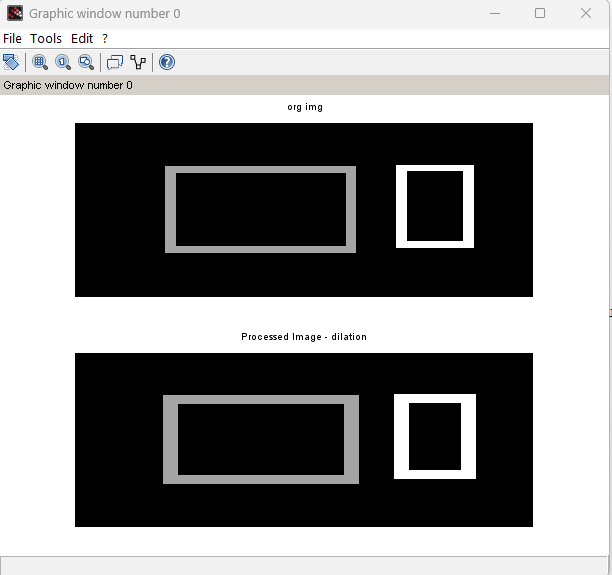 Graphic window number 0
File Tools Edit ?
Graphic window number 0
org img
Processed Image - dilation